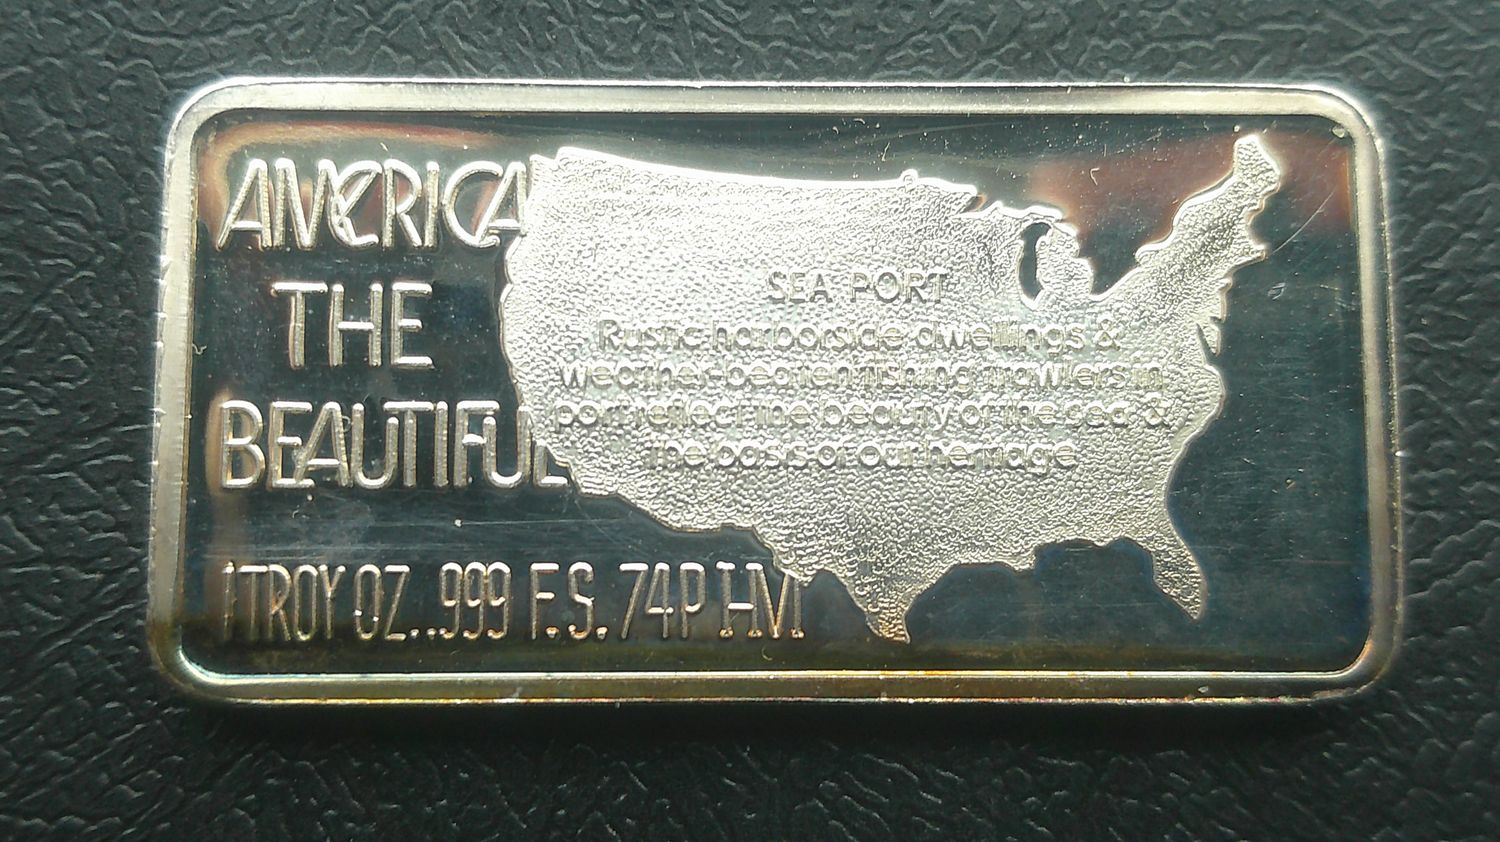 AMERICA
THE
BEAUTIFUL
1 TROY OZ..999 F.S. 74P HM
SEA PORT
Rustic harborside dwellings &
weather-beaten fishing trawlers in
port reflect the beauty of the sea &
the basis of our heritage